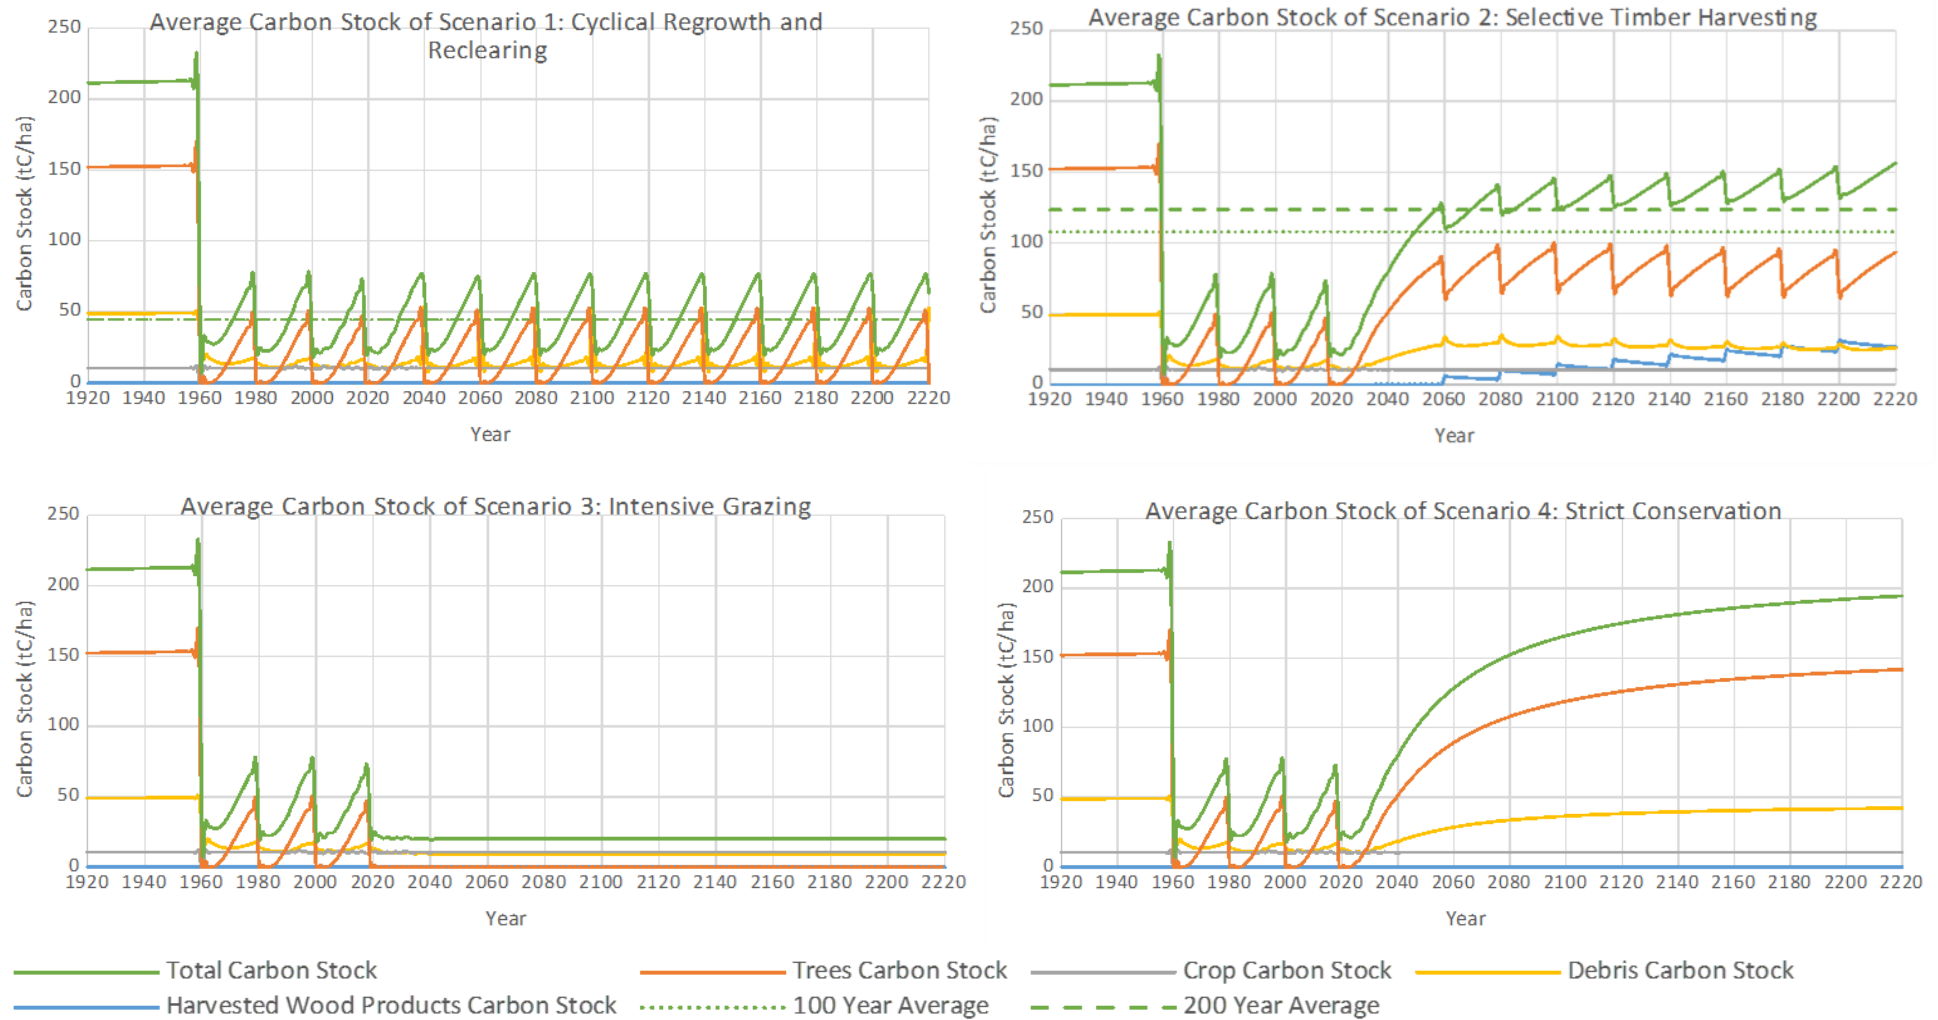 Average Carbon Stock of Scenario 1: Cyclical Regrowth and
Reclearing
Carbon Stock (tC/ha)
250
200
150
100
50
0
1920 1940 1960 1980 2000 2020 2040 2060 2080 2100 2120 2140 2160 2180 2200 2220
Year
Average Carbon Stock of Scenario 2: Selective Timber Harvesting
Carbon Stock (tC/ha)
250
200
150
100
50
0
1920 1940 1960 1980 2000 2020 2040 2060 2080 2100 2120 2140 2160 2180 2200 2220
Year
Average Carbon Stock of Scenario 3: Intensive Grazing
Carbon Stock (tC/ha)
250
200
150
100
50
0
1920 1940 1960 1980 2000 2020 2040 2060 2080 2100 2120 2140 2160 2180 2200 2220
Year
Average Carbon Stock of Scenario 4: Strict Conservation
Carbon Stock (tC/ha)
250
200
150
100
50
0
1920 1940 1960 1980 2000 2020 2040 2060 2080 2100 2120 2140 2160 2180 2200 2220
Year
Total Carbon Stock Trees Carbon Stock Crop Carbon Stock Debris Carbon Stock
Harvested Wood Products Carbon Stock 100 Year Average 200 Year Average